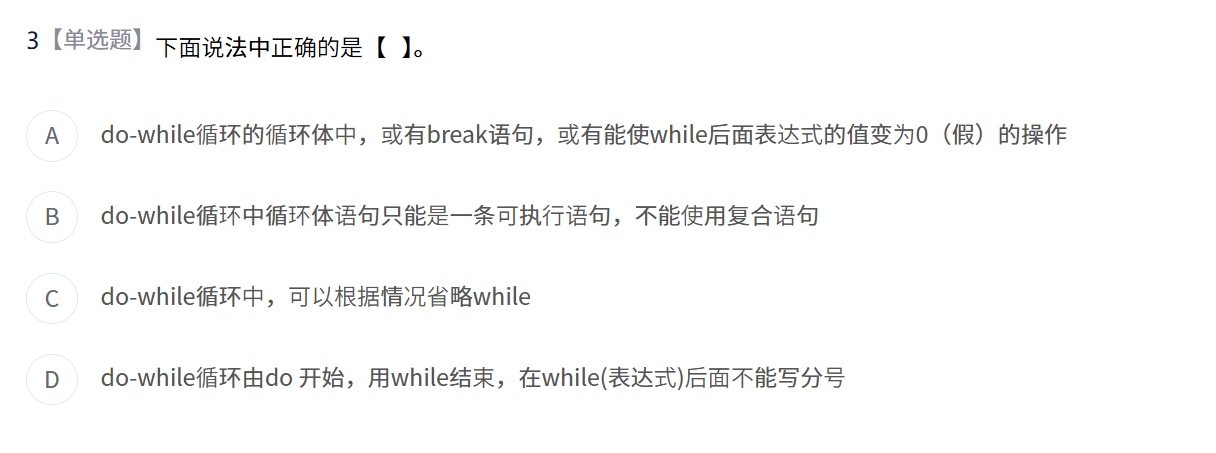 3【单选题】下面说法中正确的是【 】。
A do-while循环的循环体中，或有break语句，或有能使while后面表达式的值变为0（假）的操作
B do-while循环中循环体语句只能是一条可执行语句，不能使用复合语句
C do-while循环中，可以根据情况省略while
D do-while循环由do 开始，用while结束，在while(表达式)后面不能写分号